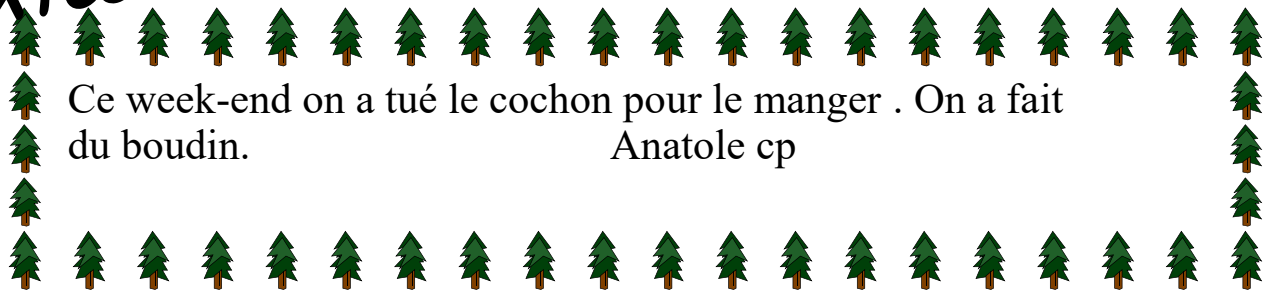 Ce week-end on a tué le cochon pour le manger . On a fait
du boudin. Anatole cp